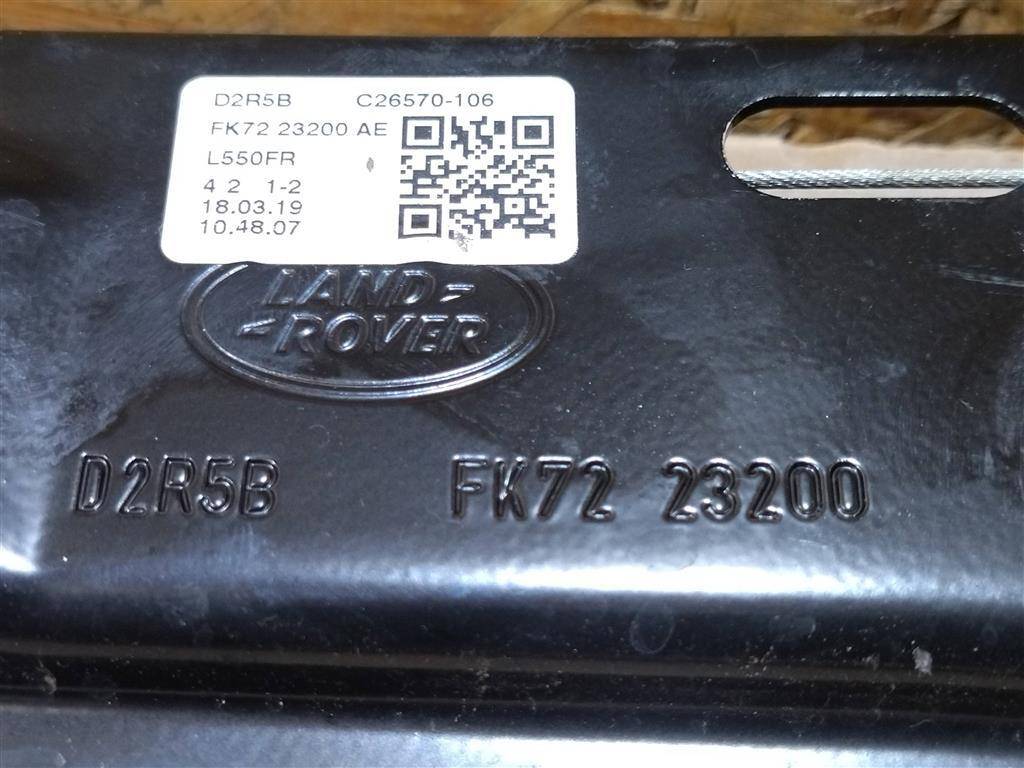 D2R5B C26570-106
FK72 23200 AE
L550FR
4 2 1-2
18.03.19
10.48.07
LAND-
-ROVER
D2R5B FK72 23200